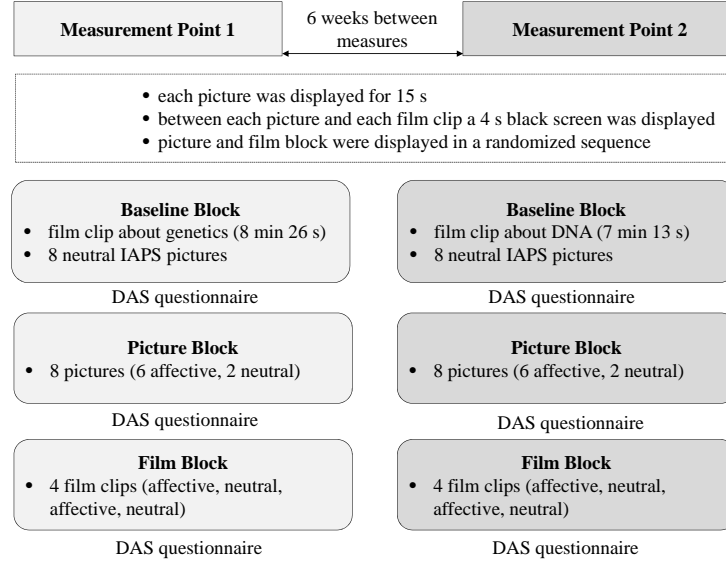 Measurement Point 1
6 weeks between
measures
Measurement Point 2
• each picture was displayed for 15 s
• between each picture and each film clip a 4 s black screen was displayed
• picture and film block were displayed in a randomized sequence
Baseline Block
• film clip about genetics (8 min 26 s)
• 8 neutral IAPS pictures
DAS questionnaire
Picture Block
• 8 pictures (6 affective, 2 neutral)
DAS questionnaire
Film Block
• 4 film clips (affective, neutral,
affective, neutral)
DAS questionnaire
Baseline Block
• film clip about DNA (7 min 13 s)
• 8 neutral IAPS pictures
DAS questionnaire
Picture Block
• 8 pictures (6 affective, 2 neutral)
DAS questionnaire
Film Block
• 4 film clips (affective, neutral,
affective, neutral)
DAS questionnaire